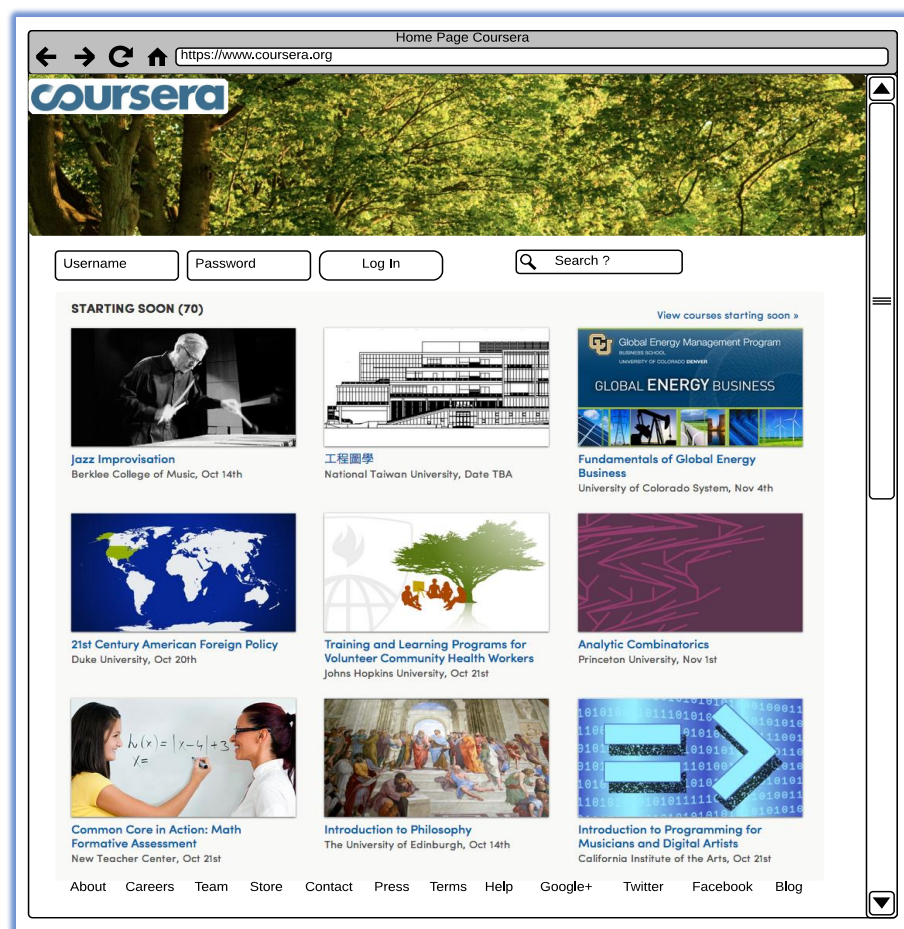 Home Page Coursera
https://www.coursera.org
coursera
Username
Password
Log In
Search ?
STARTING SOON (70)
View courses starting soon »
Global Energy Management Program
BUSINESS SCHOOL
UNIVERSITY OF COLORADO DENVER
GLOBAL ENERGY BUSINESS
Jazz Improvisation
Berklee College of Music, Oct 14th
工程圖學
National Taiwan University, Date TBA
Fundamentals of Global Energy
Business
University of Colorado System, Nov 4th
21st Century American Foreign Policy
Duke University, Oct 20th
Training and Learning Programs for
Volunteer Community Health Workers
Johns Hopkins University, Oct 21st
Analytic Combinatorics
Princeton University, Nov 1st
h(x) = |x-4| + 3
x=
Common Core in Action: Math
Formative Assessment
New Teacher Center, Oct 21st
Introduction to Philosophy
The University of Edinburgh, Oct 14th
Introduction to Programming for
Musicians and Digital Artists
California Institute of the Arts, Oct 21st
About Careers Team Store Contact Press Terms Help Google+ Twitter Facebook Blog